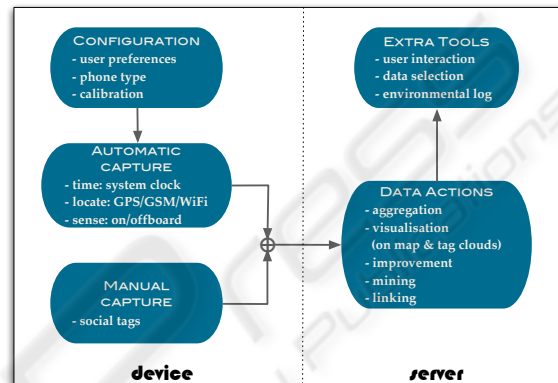 CONFIGURATION
- user preferences
- phone type
- calibration
AUTOMATIC
CAPTURE
- time: system clock
- locate: GPS/GSM/WiFi
- sense: on/offboard
MANUAL
CAPTURE
- social tags
device
EXTRA TOOLS
- user interaction
- data selection
- environmental log
DATA ACTIONS
- aggregation
- visualisation
(on map & tag clouds)
- improvement
- mining
- linking
server